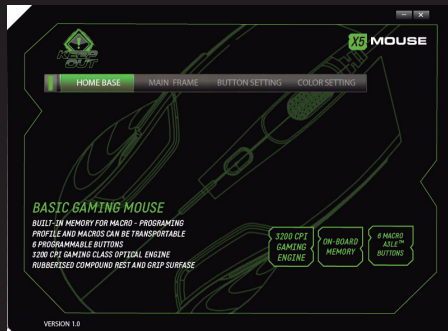 X5 MOUSE
KEEP
OUT
HOME BASE MAIN FRAME BUTTON SETTING COLOR SETTING
BASIC GAMING MOUSE
BUILT-IN MEMORY FOR MACRO - PROGRAMING
PROFILE AND MACROS CAN BE TRANSPORTABLE
6 PROGRAMMABLE BUTTONS
3200 CPI GAMING CLASS OPTICAL ENGINE
RUBBERISED COMPOUND REST AND GRIP SURFASE
3200 CPI
GAMING
ENGINE
ON-BOARD
MEMORY
6 MACRO
BUTTONS
VERSION 1.0